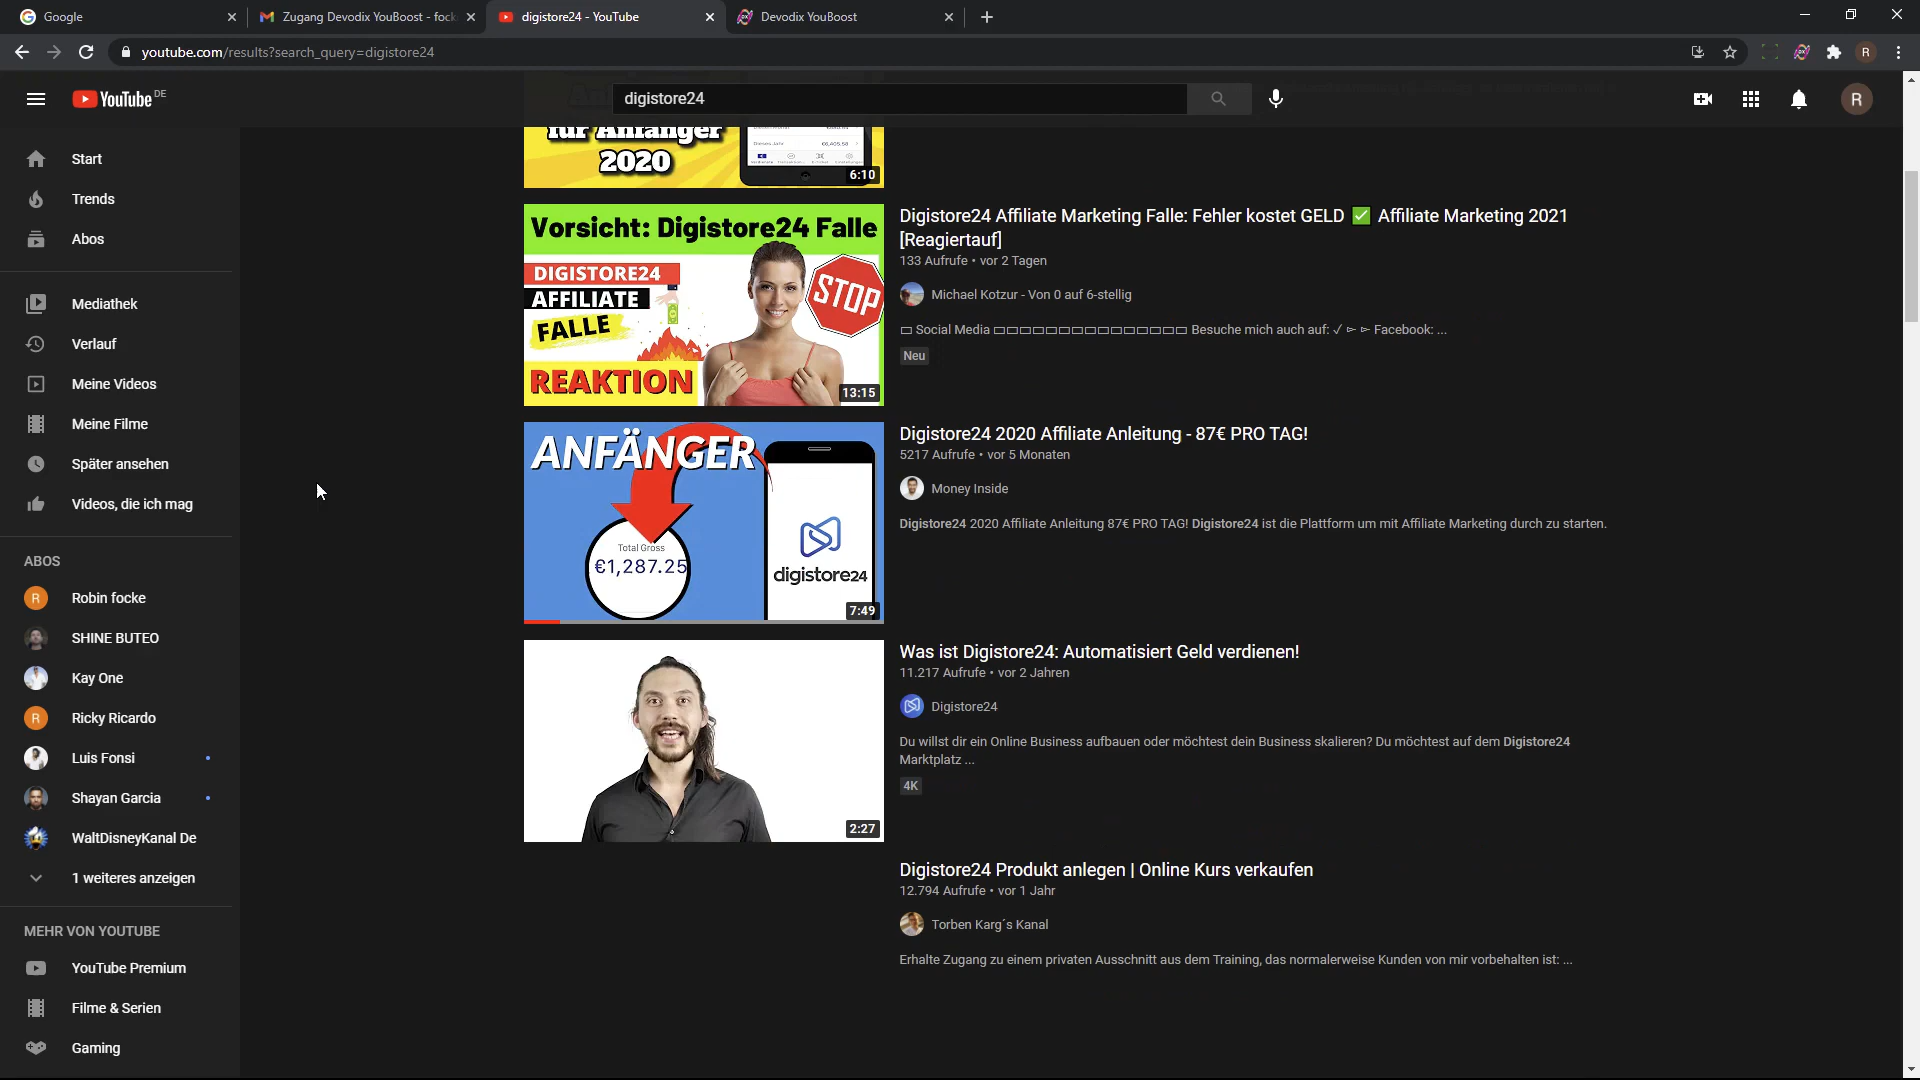 Google
Zugang Devodix YouBoost - fock
digistore24 - YouTube
Devodix YouBoost
youtube.com/results?search_query=digistore24
R
YouTube DE
digistore24
R
Start
Trends
Abos
Mediathek
Verlauf
Meine Videos
Meine Filme
Später ansehen
Videos, die ich mag
ABOS
R Robin focke
SHINE BUTEO
Kay One
R Ricky Ricardo
Luis Fonsi
Shayan Garcia
WaltDisneyKanal De
1 weiteres anzeigen
MEHR VON YOUTUBE
YouTube Premium
Filme & Serien
Gaming
für Anfänger
2020
6:10
Vorsicht: Digistore24 Falle
DIGISTORE24
AFFILIATE
FALLE
REAKTION
STOP
13:15
Digistore24 Affiliate Marketing Falle: Fehler kostet GELD ✅ Affiliate Marketing 2021
[Reagiertauf]
133 Aufrufe • vor 2 Tagen
Michael Kotzur - Von 0 auf 6-stellig
▭ Social Media ▭▭▭▭▭▭▭▭▭▭▭▭▭▭▭ Besuche mich auch auf: ✓ ➳ ➳ Facebook: ...
Neu
ANFÄNGER
Total Gross
€1,287.25
digistore24
7:49
Digistore24 2020 Affiliate Anleitung - 87€ PRO TAG!
5217 Aufrufe • vor 5 Monaten
Money Inside
Digistore24 2020 Affiliate Anleitung 87€ PRO TAG! Digistore24 ist die Plattform um mit Affiliate Marketing durch zu starten.
2:27
Was ist Digistore24: Automatisiert Geld verdienen!
11.217 Aufrufe • vor 2 Jahren
Digistore24
Du willst dir ein Online Business aufbauen oder möchtest dein Business skalieren? Du möchtest auf dem Digistore24
Marktplatz ...
4K
Digistore24 Produkt anlegen | Online Kurs verkaufen
12.794 Aufrufe • vor 1 Jahr
Torben Karg´s Kanal
Erhalte Zugang zu einem privaten Ausschnitt aus dem Training, das normalerweise Kunden von mir vorbehalten ist: ...